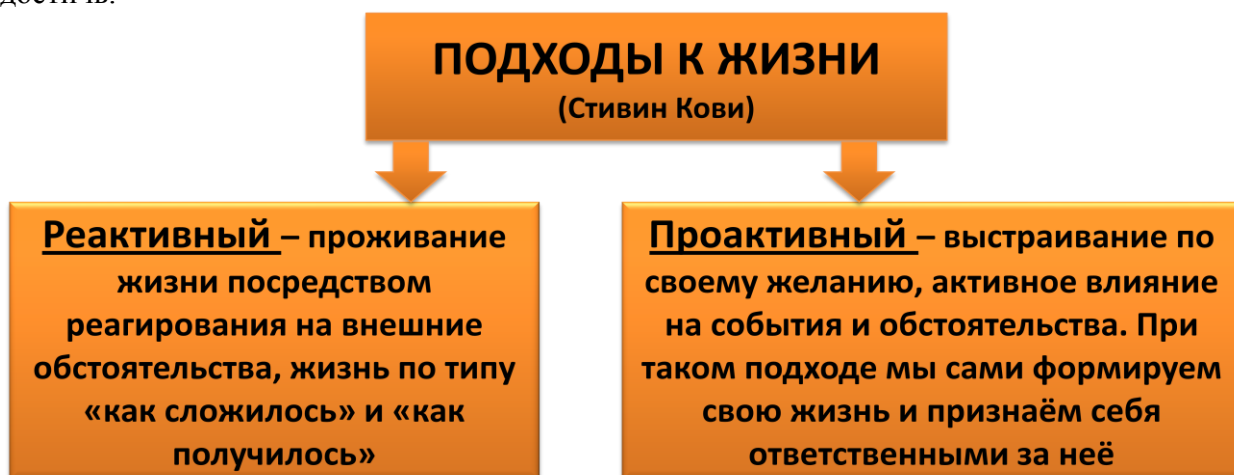 ПОДХОДЫ К ЖИЗНИ
(Стивин Кови)
Реактивный – проживание
жизни посредством
реагирования на внешние
обстоятельства, жизнь по типу
«как сложилось» и «как
получилось»
Проактивный – выстраивание по
своему желанию, активное влияние
на события и обстоятельства. При
таком подходе мы сами формируем
свою жизнь и признаём себя
ответственными за неё